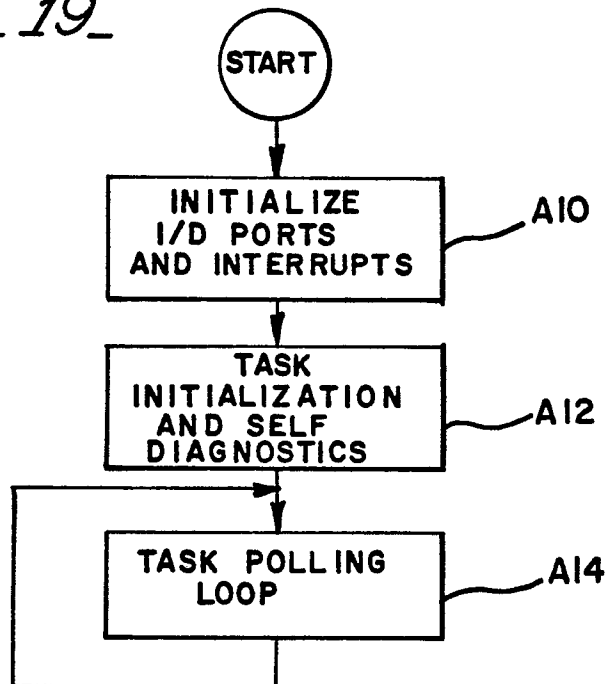 19
START
INITIALIZE
I/D PORTS
AND INTERRUPTS
A10
TASK
INITIALIZATION
AND SELF
DIAGNOSTICS
A12
TASK POLLING
LOOP
A14